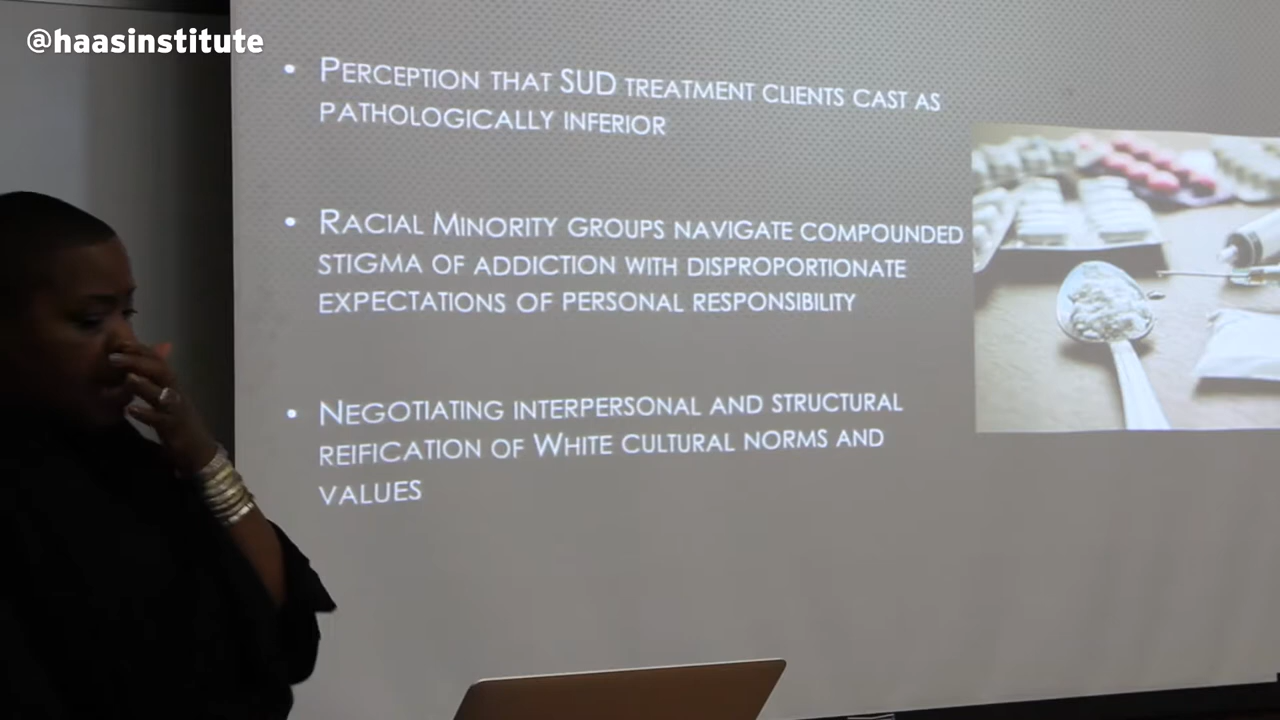 @haasinstitute
• Perception that SUD treatment clients cast as
pathologically inferior
• Racial Minority groups navigate compounded
stigma of addiction with disproportionate
expectations of personal responsibility
• Negotiating interpersonal and structural
reification of White cultural norms and
values